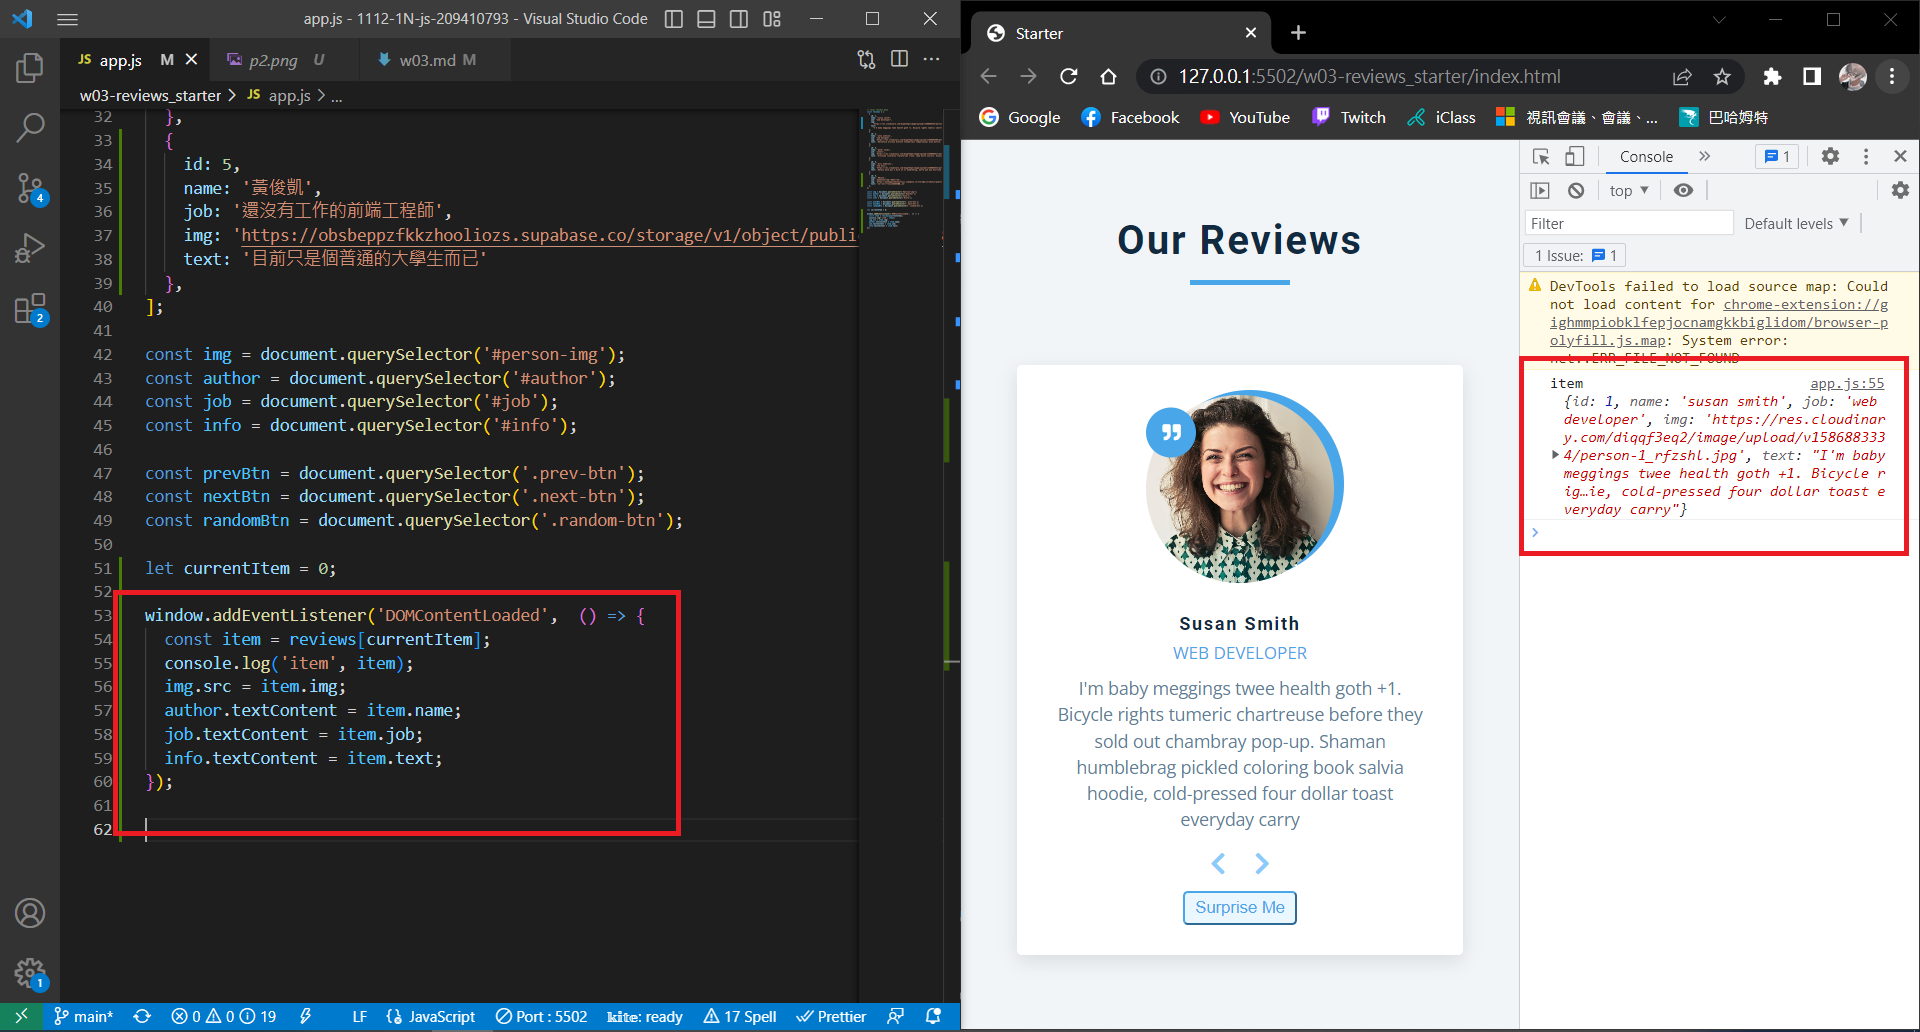 app.js - 1112-1N-js-209410793 - Visual Studio Code
JS app.js M
p2.png U
w03.md M
w03-reviews_starter > JS app.js > ...
32 },
33 {
34 id: 5,
35 name: '黃俊凱',
36 job: '還沒有工作的前端工程師',
37 img: 'https://obsbeppzfkkzhooliozs.supabase.co/storage/v1/object/publi
38 text: '目前只是個普通的大學生而已'
39 },
40 ];
41
42 const img = document.querySelector('#person-img');
43 const author = document.querySelector('#author');
44 const job = document.querySelector('#job');
45 const info = document.querySelector('#info');
46
47 const prevBtn = document.querySelector('.prev-btn');
48 const nextBtn = document.querySelector('.next-btn');
49 const randomBtn = document.querySelector('.random-btn');
50
51 let currentItem = 0;
52
53 window.addEventListener('DOMContentLoaded', () => {
54 const item = reviews[currentItem];
55 console.log('item', item);
56 img.src = item.img;
57 author.textContent = item.name;
58 job.textContent = item.job;
59 info.textContent = item.text;
60 });
61
62
4
2
1
main* 0 0 19 LF {} JavaScript Port : 5502 kite: ready 17 Spell Prettier
Starter
127.0.0.1:5502/w03-reviews_starter/index.html
Google Facebook YouTube Twitch iClass 視訊會議、會議、... 巴哈姆特
Our Reviews
Susan Smith
WEB DEVELOPER
I'm baby meggings twee health goth +1.
Bicycle rights tumeric chartreuse before they
sold out chambray pop-up. Shaman
humblebrag pickled coloring book salvia
hoodie, cold-pressed four dollar toast
everyday carry
Surprise Me
Console 1
top
Filter Default levels
1 Issue: 1
DevTools failed to load source map: Could
not load content for chrome-extension://g
ighmmpiobklfepjocnamgkkbiglidom/browser-p
olyfill.js.map: System error:
net::ERR_FILE_NOT_FOUND
item app.js:55
{id: 1, name: 'susan smith', job: 'web
developer', img: 'https://res.cloudinar
y.com/diqqf3eq2/image/upload/v158688333
4/person-1_rfzshl.jpg', text: "I'm baby
meggings twee health goth +1. Bicycle r
ig…ie, cold-pressed four dollar toast e
veryday carry"}